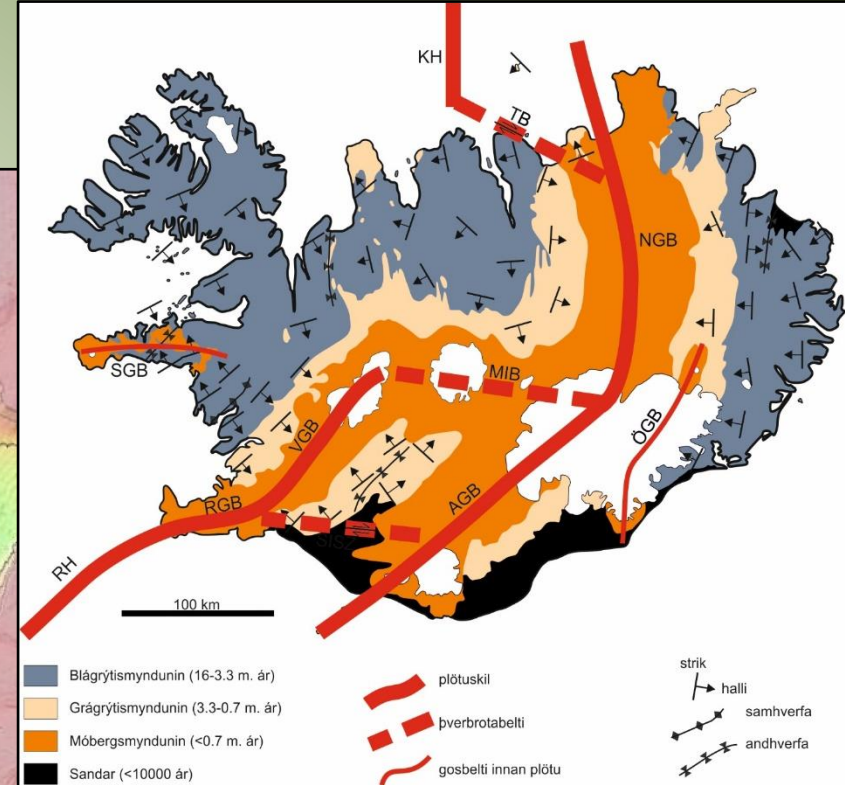 KH
TB
NGB
SGB
MIB
VGB
ÖGB
AGB
RGB
SISZ
RH
100 km
Blágrýtismyndunin (16-3.3 m. ár)
Grágrýtismyndunin (3.3-0.7 m. ár)
Móbergsmyndunin (<0.7 m. ár)
Sandar (<10000 ár)
plötuskil
þverbrotabelti
gosbelti innan plötu
strik
halli
samhverfa
andhverfa